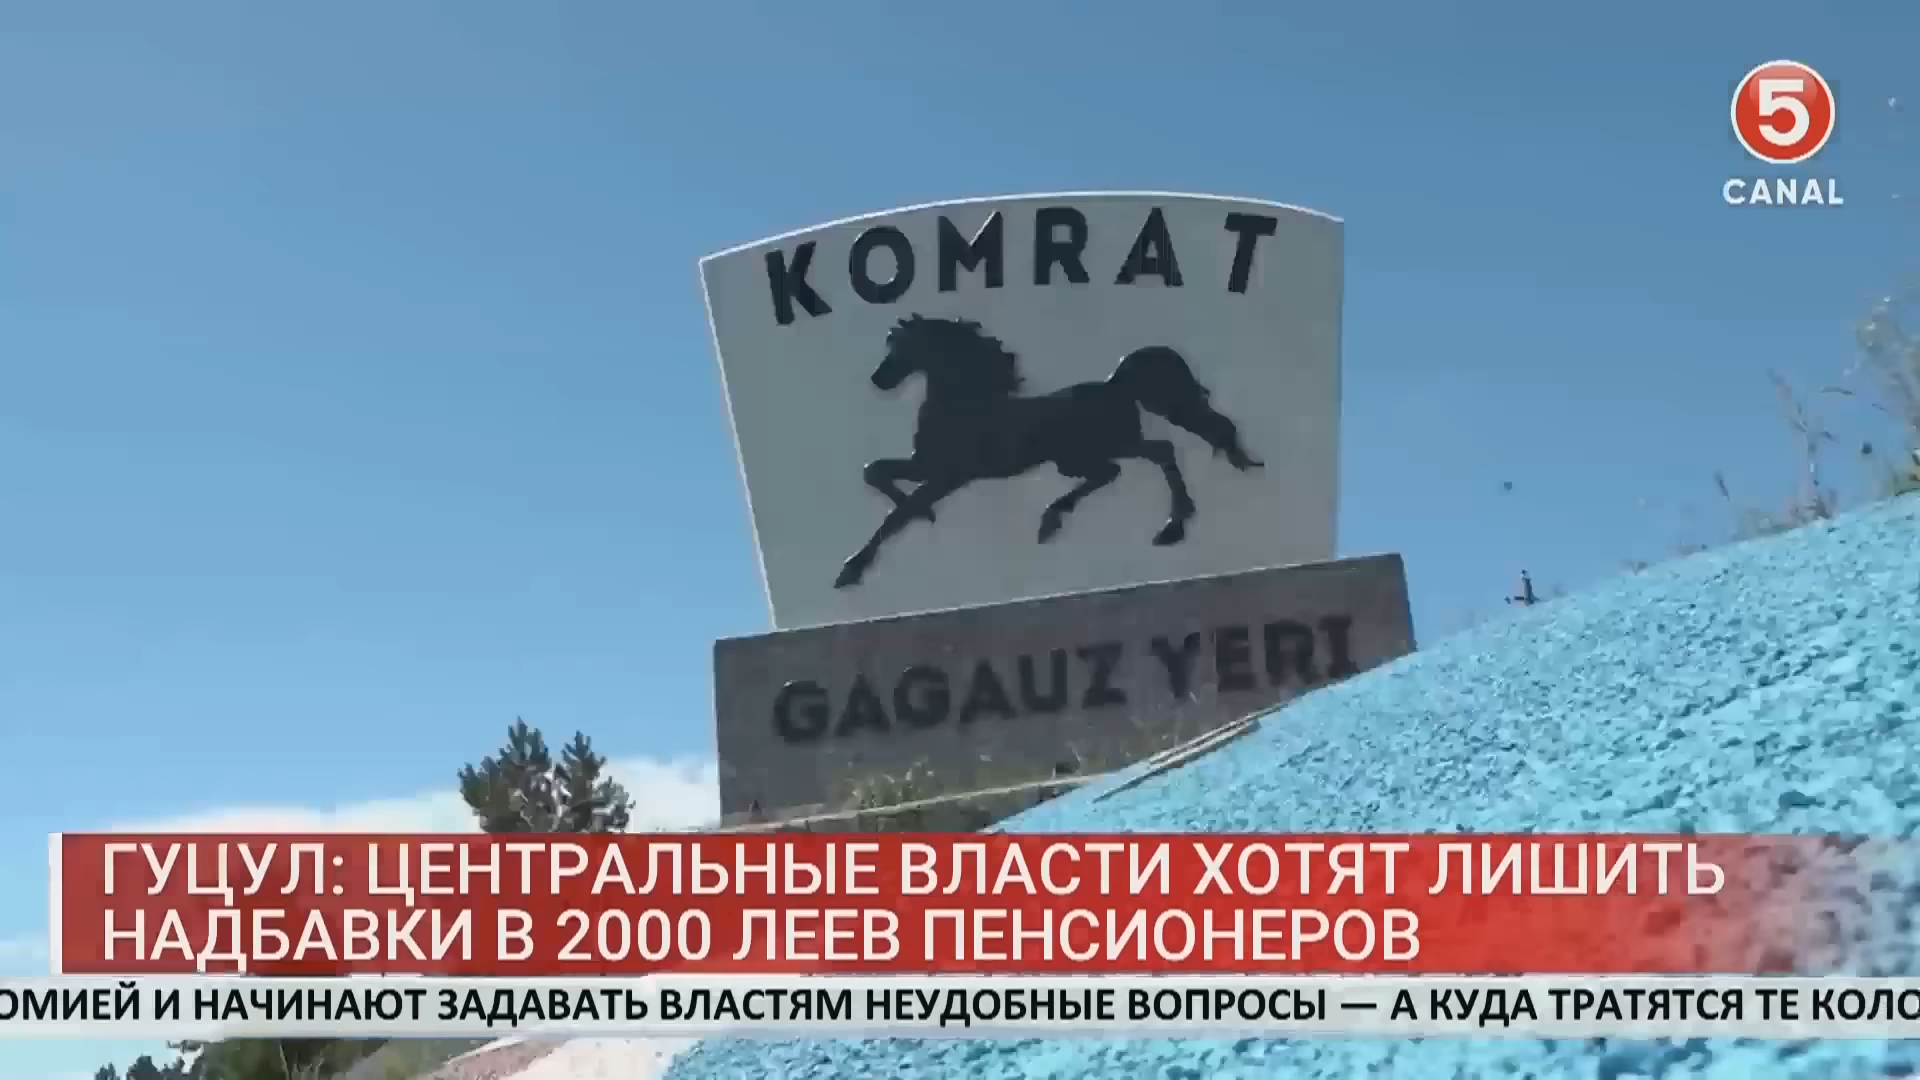 5
CANAL
KOMRAT
GAGAUZ YERI
ГУЦУЛ: ЦЕНТРАЛЬНЫЕ ВЛАСТИ ХОТЯТ ЛИШИТЬ
НАДБАВКИ В 2000 ЛЕЕВ ПЕНСИОНЕРОВ
ОМИЕЙ И НАЧИНАЮТ ЗАДАВАТЬ ВЛАСТЯМ НЕУДОБНЫЕ ВОПРОСЫ — А КУДА ТРАТЯТСЯ ТЕ КОЛО